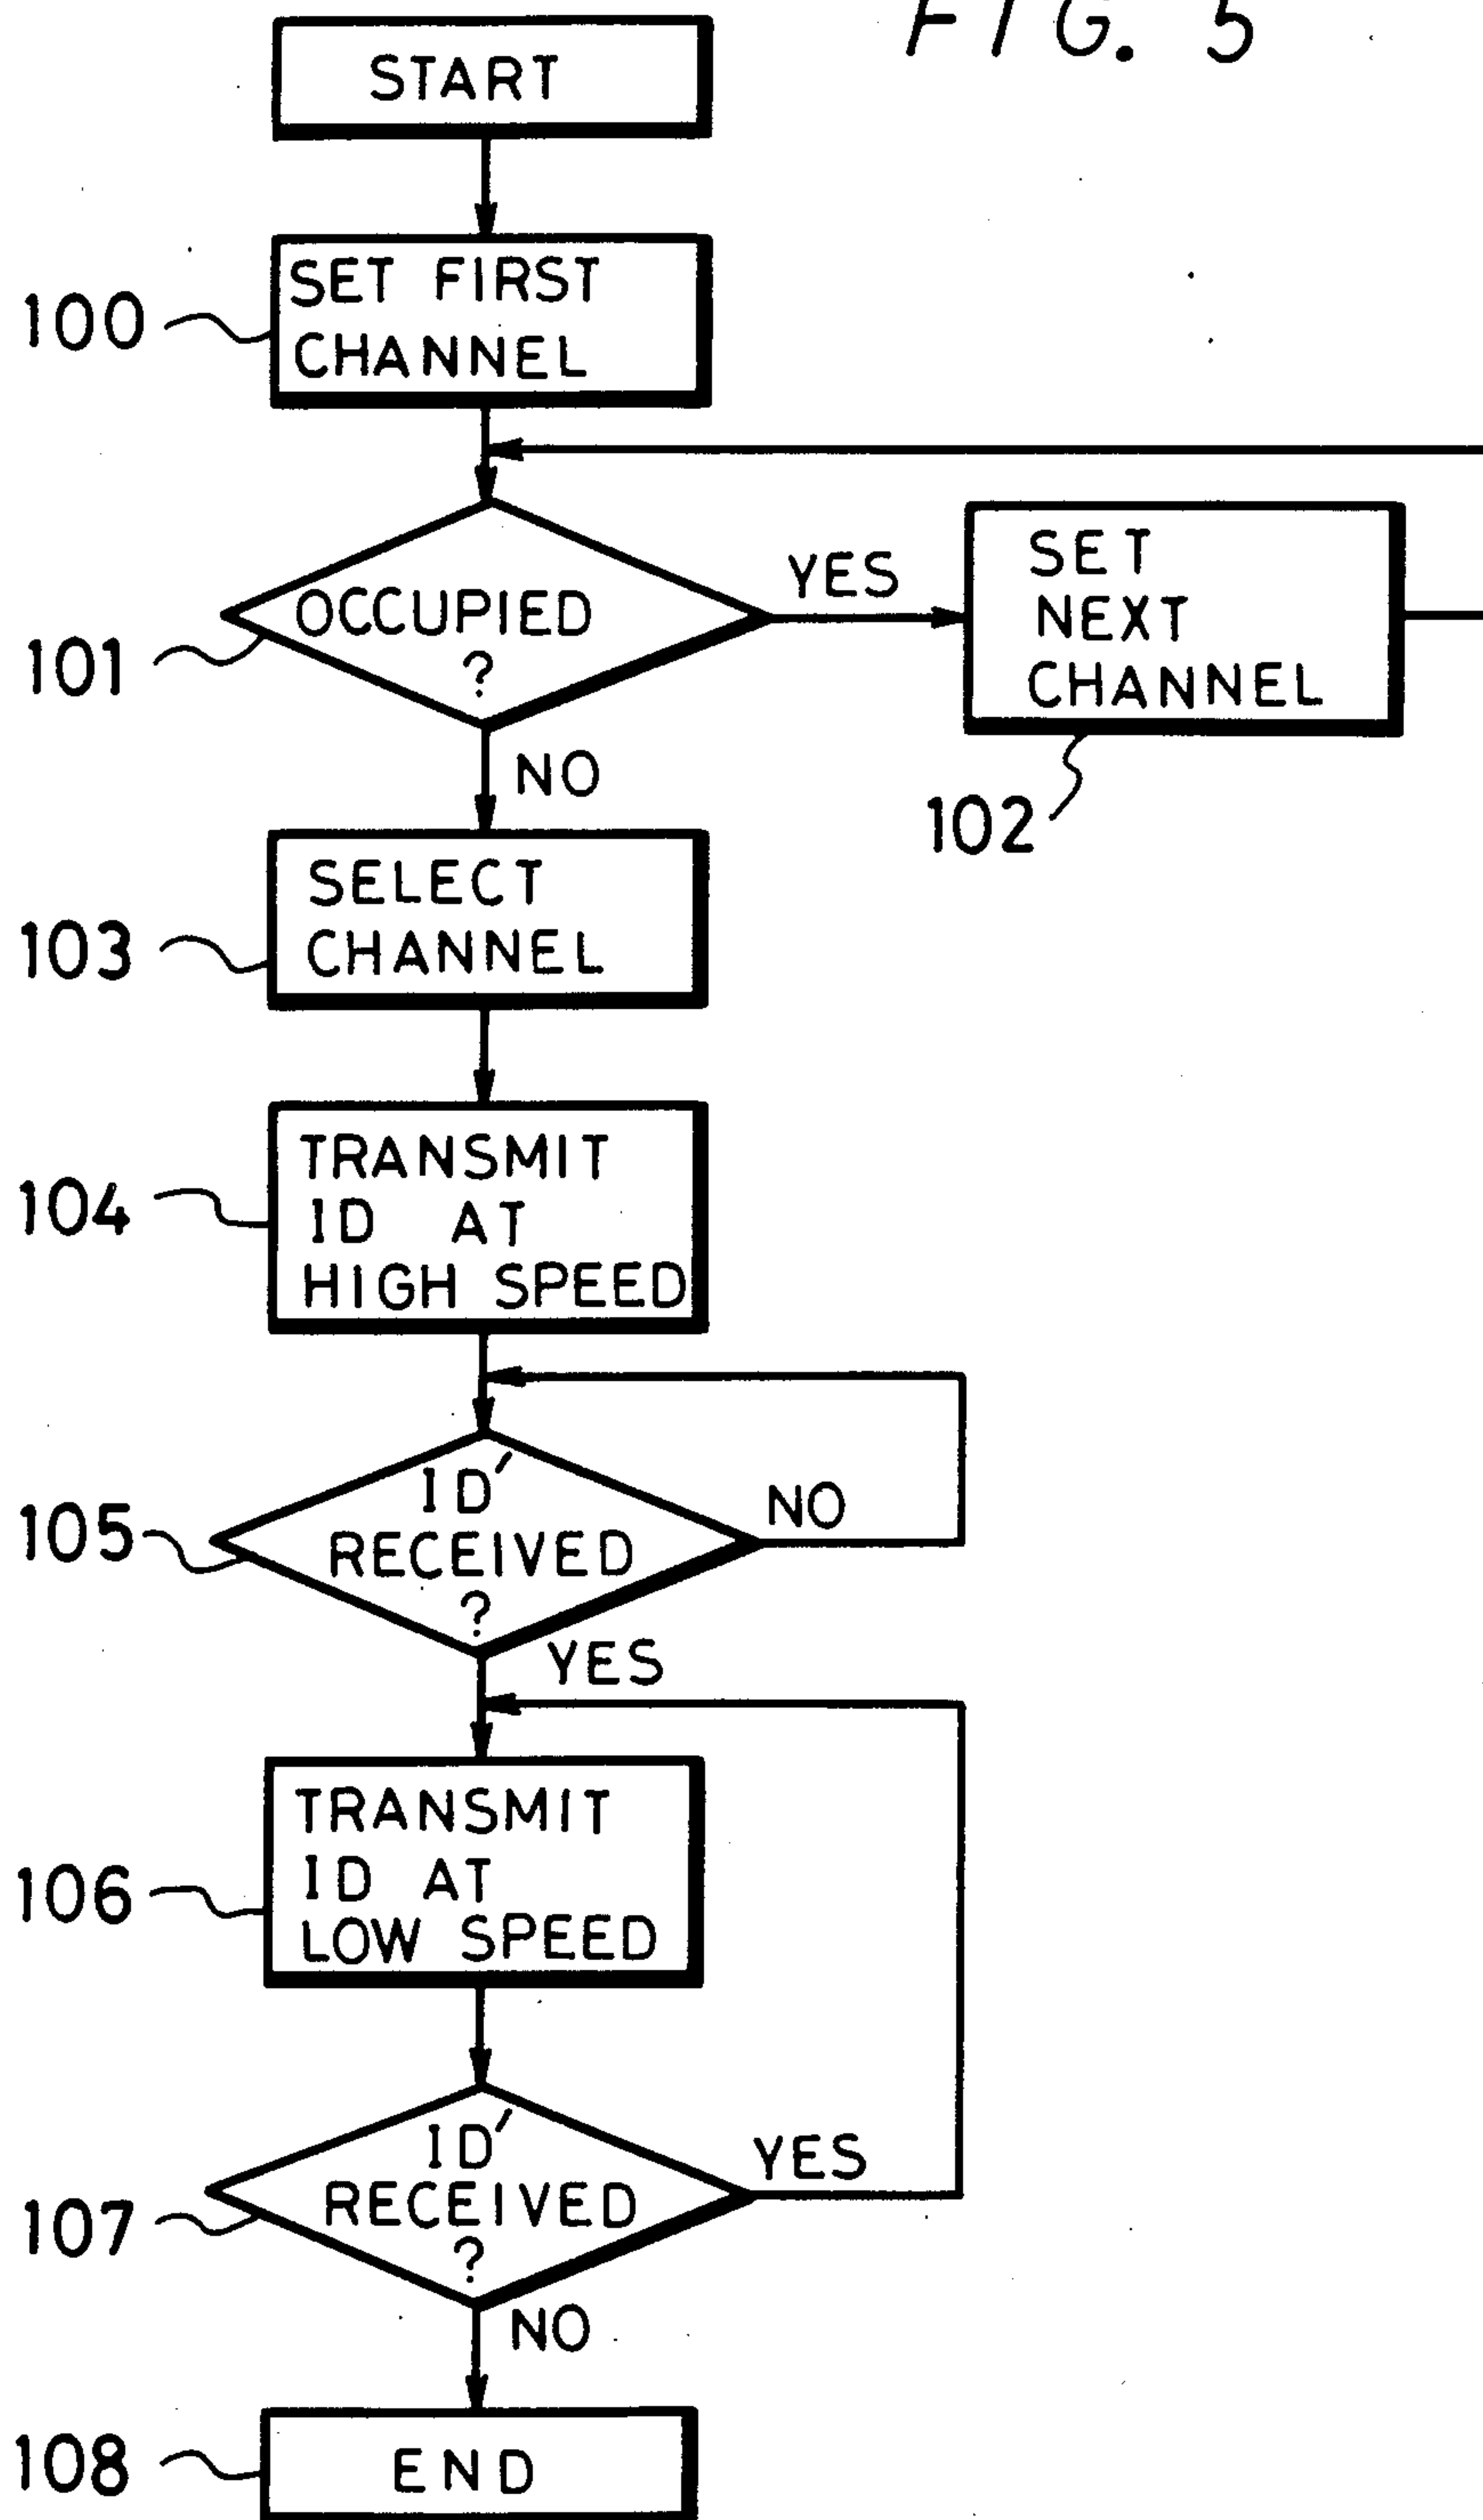 FIG. 5
START
100
SET FIRST
CHANNEL
101
OCCUPIED
?
YES
SET
NEXT
CHANNEL
102
NO
103
SELECT
CHANNEL
104
TRANSMIT
ID AT
HIGH SPEED
105
ID′
RECEIVED
?
NO
YES
106
TRANSMIT
ID AT
LOW SPEED
107
ID′
RECEIVED
?
YES
NO
108
END